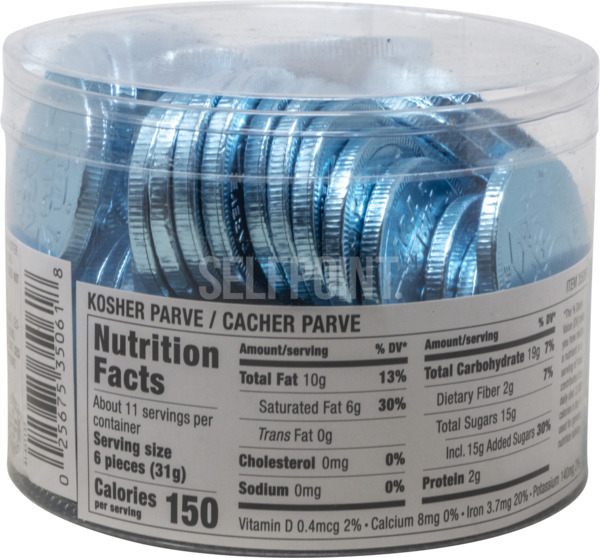 SELFPOINT.
KOSHER PARVE / CACHER PARVE
Nutrition
Facts
About 11 servings per
container
Serving size
6 pieces (31g)
Calories
per serving
150
Amount/serving % DV*
Total Fat 10g 13%
Saturated Fat 6g 30%
Trans Fat 0g
Cholesterol 0mg 0%
Sodium 0mg 0%
Amount/serving % DV*
Total Carbohydrate 19g 7%
Dietary Fiber 2g 7%
Total Sugars 15g
Incl. 15g Added Sugars 30%
Protein 2g
Vitamin D 0.4mcg 2% • Calcium 8mg 0% • Iron 3.7mg 20% • Potassium 140mg
0 25675 35061 8
ITEM